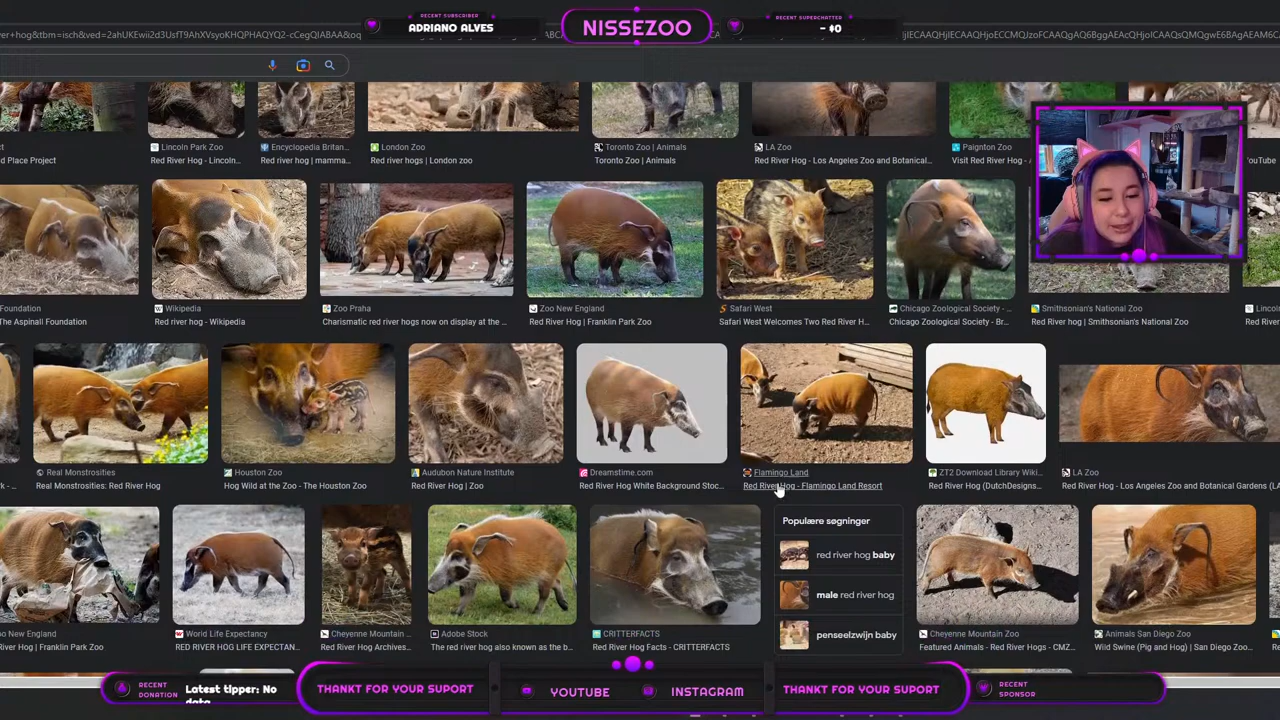 RECENT SUBSCRIBER
ADRIANO ALVES
NISSEZOO
RECENT SUPERCHATTER
- $0
d Place Project
Lincoln Park Zoo
Red River Hog - Lincoln...
Encyclopedia Britan...
Red river hog | mamma...
London Zoo
Red river hogs | London zoo
Toronto Zoo | Animals
Toronto Zoo | Animals
LA Zoo
Red River Hog - Los Angeles Zoo and Botanical...
Paignton Zoo
Visit Red River Hog -
YouTube
Foundation
The Aspinall Foundation
Wikipedia
Red river hog - Wikipedia
Zoo Praha
Charismatic red river hogs now on display at the ...
Zoo New England
Red River Hog | Franklin Park Zoo
Safari West
Safari West Welcomes Two Red River H...
Chicago Zoological Society - ...
Chicago Zoological Society - Br...
Smithsonian's National Zoo
Red River hog | Smithsonian's National Zoo
Lincol
Red Riv
Real Monstrosities
Real Monstrosities: Red River Hog
Houston Zoo
Hog Wild at the Zoo - The Houston Zoo
Audubon Nature Institute
Red River Hog | Zoo
Dreamstime.com
Red River Hog White Background Stoc...
Flamingo Land
Red River Hog - Flamingo Land Resort
ZT2 Download Library Wiki...
Red River Hog (DutchDesigns...
LA Zoo
Red River Hog - Los Angeles Zoo and Botanical Gardens (LA
Populære søgninger
red river hog baby
male red river hog
penseelzwijn baby
oo New England
River Hog | Franklin Park Zoo
World Life Expectancy
RED RIVER HOG LIFE EXPECTAN...
Cheyenne Mountain ...
Red River Hog Archives...
Adobe Stock
The red river hog also known as the b...
CRITTERFACTS
Red River Hog Facts - CRITTERFACTS
Cheyenne Mountain Zoo
Featured Animals - Red River Hogs - CMZ...
Animals San Diego Zoo
Wild Swine (Pig and Hog) | San Diego Zoo...
RECENT DONATION
Latest tipper: No data
THANKT FOR YOUR SUPORT
YOUTUBE
INSTAGRAM
THANKT FOR YOUR SUPORT
RECENT SPONSOR